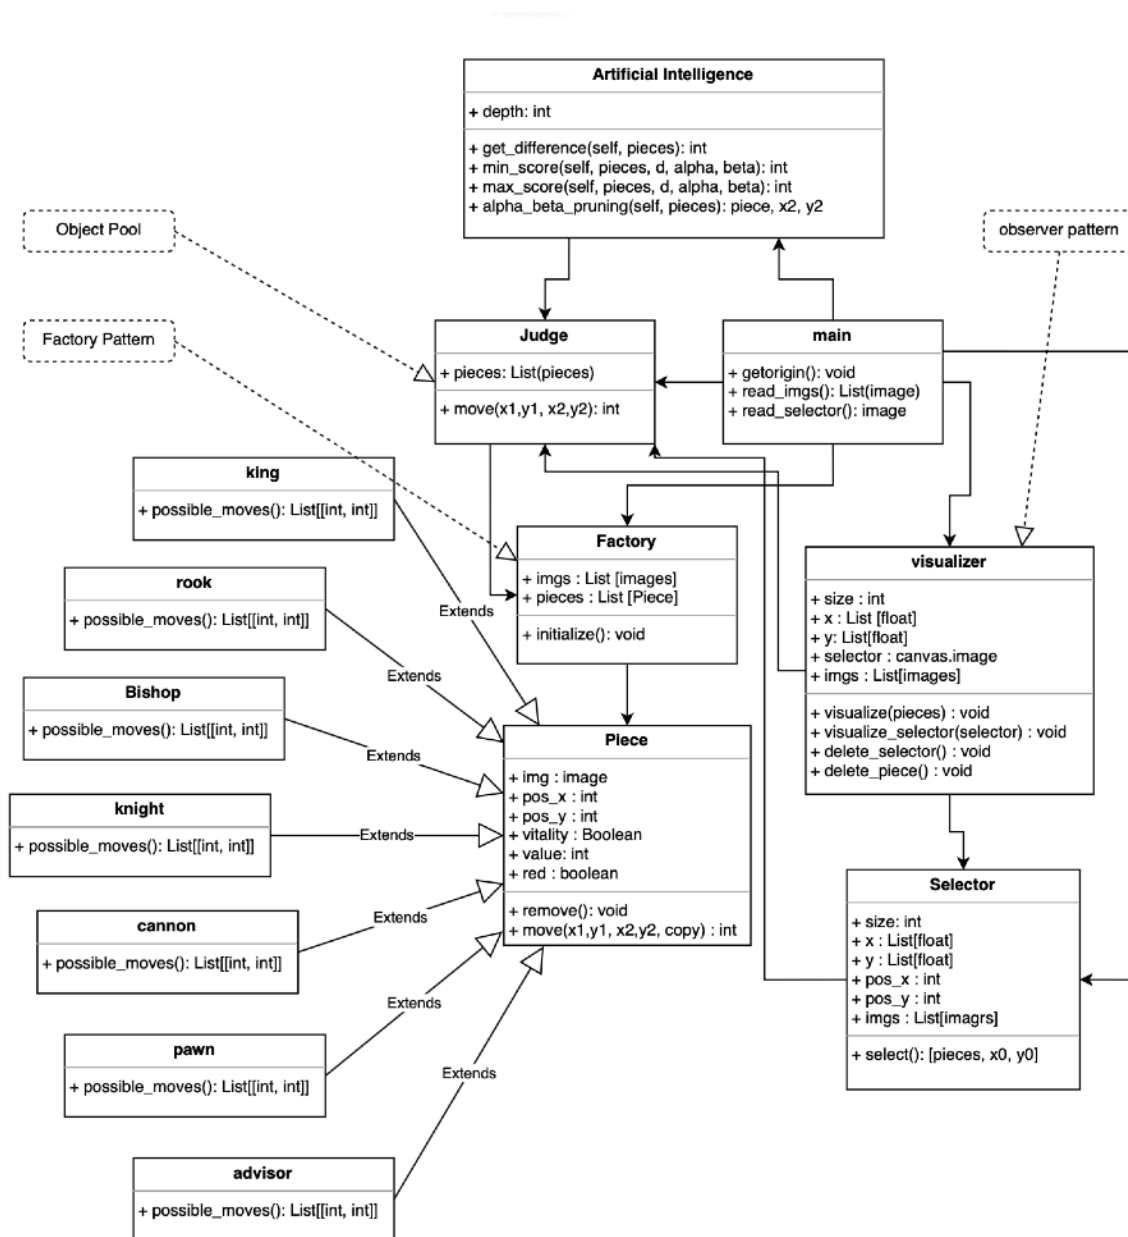 Artificial Intelligence
+ depth: int
+ get_difference(self, pieces): int
+ min_score(self, pieces, d, alpha, beta): int
+ max_score(self, pieces, d, alpha, beta): int
+ alpha_beta_pruning(self, pieces): piece, x2, y2
Object Pool
observer pattern
Factory Pattern
Judge
+ pieces: List(pieces)
+ move(x1,y1, x2,y2): int
main
+ getorigin(): void
+ read_imgs(): List(image)
+ read_selector(): image
king
+ possible_moves(): List[[int, int]]
Factory
+ imgs : List [images]
+ pieces : List [Piece]
+ initialize(): void
visualizer
+ size : int
+ x : List [float]
+ y: List[float]
+ selector : canvas.image
+ imgs : List[images]
+ visualize(pieces) : void
+ visualize_selector(selector) : void
+ delete_selector() : void
+ delete_piece() : void
rook
+ possible_moves(): List[[int, int]]
Extends
Extends
Bishop
+ possible_moves(): List[[int, int]]
Extends
Piece
+ img : image
+ pos_x : int
+ pos_y : int
+ vitality : Boolean
+ value: int
+ red : boolean
+ remove(): void
+ move(x1,y1, x2,y2, copy) : int
knight
+ possible_moves(): List[[int, int]]
Extends
Selector
+ size: int
+ x : List[float]
+ y : List[float]
+ pos_x : int
+ pos_y : int
+ imgs : List[imagrs]
+ select(): [pieces, x0, y0]
cannon
+ possible_moves(): List[[int, int]]
Extends
pawn
+ possible_moves(): List[[int, int]]
Extends
advisor
+ possible_moves(): List[[int, int]]
Extends